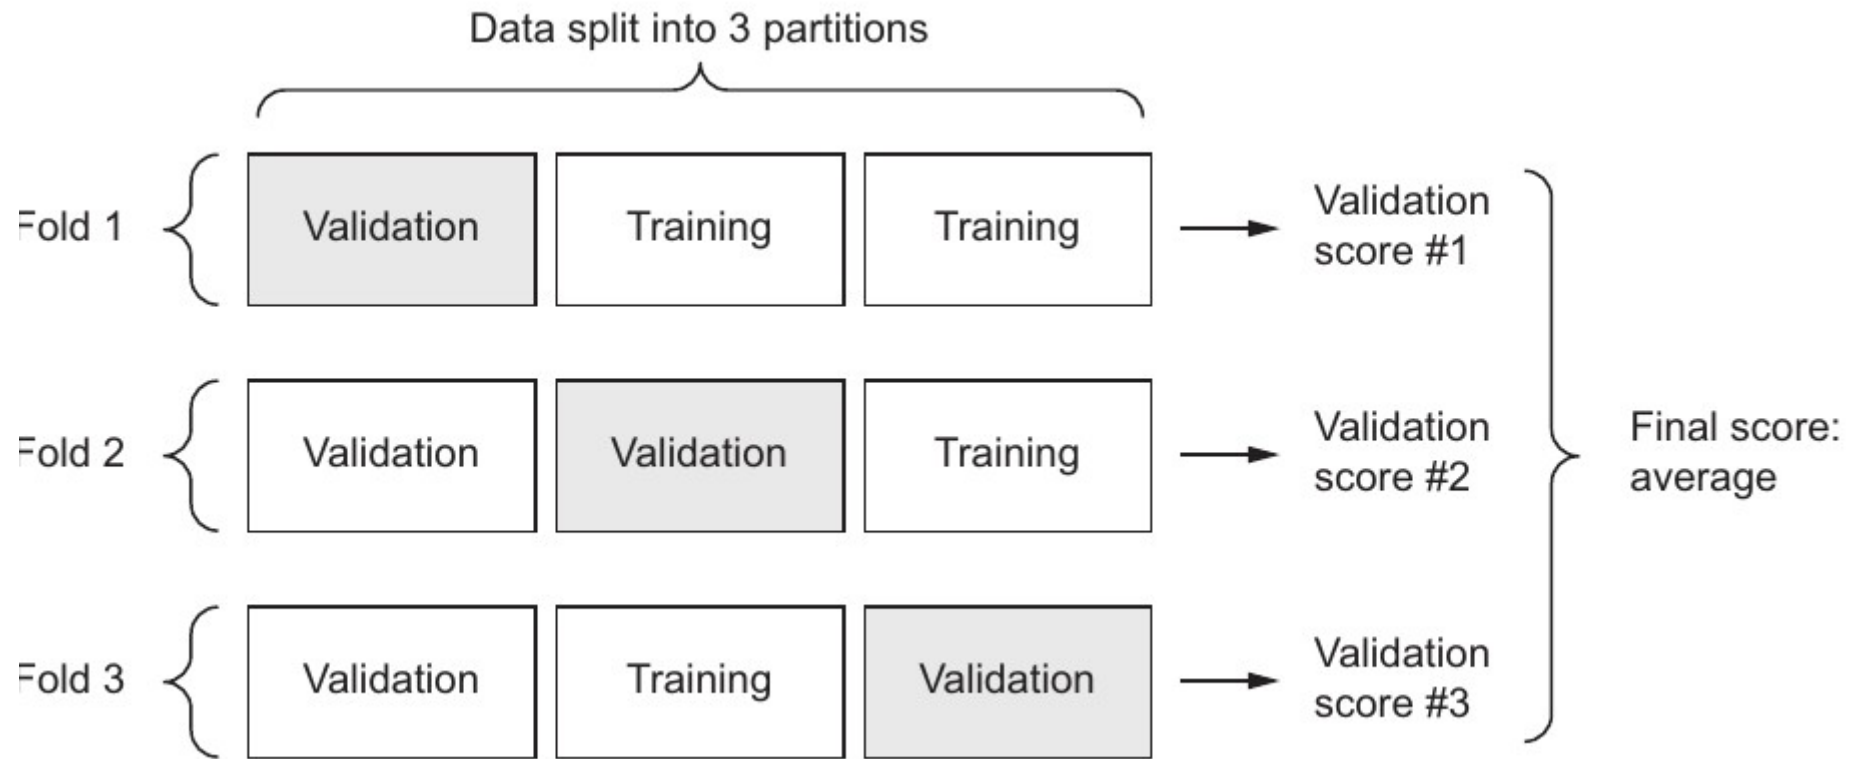 Data split into 3 partitions
Fold 1
Validation
Training
Training
Validation
score #1
Fold 2
Validation
Validation
Training
Validation
score #2
Final score:
average
Fold 3
Validation
Training
Validation
Validation
score #3